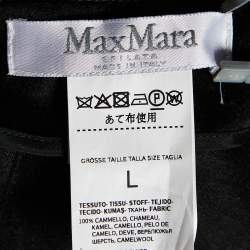 MaxMara
SFILATA
MADE IN ITALY
あて布使用
GRÖSSE TAILLE TALLA SIZE TAGLIA
L
TESSUTO-TISSU-STOFF-TEJIDO-
TECIDO-KUMAŞ-ТКАНЬ-FABRIC
100% CAMMELLO, CHAMEAU,
KAMEL, CAMELLO, PELO DE
CAMELO, DEVE, ВЕРБЛЮЖЬЯ
ШЕРСТЬ, CAMELWOOL